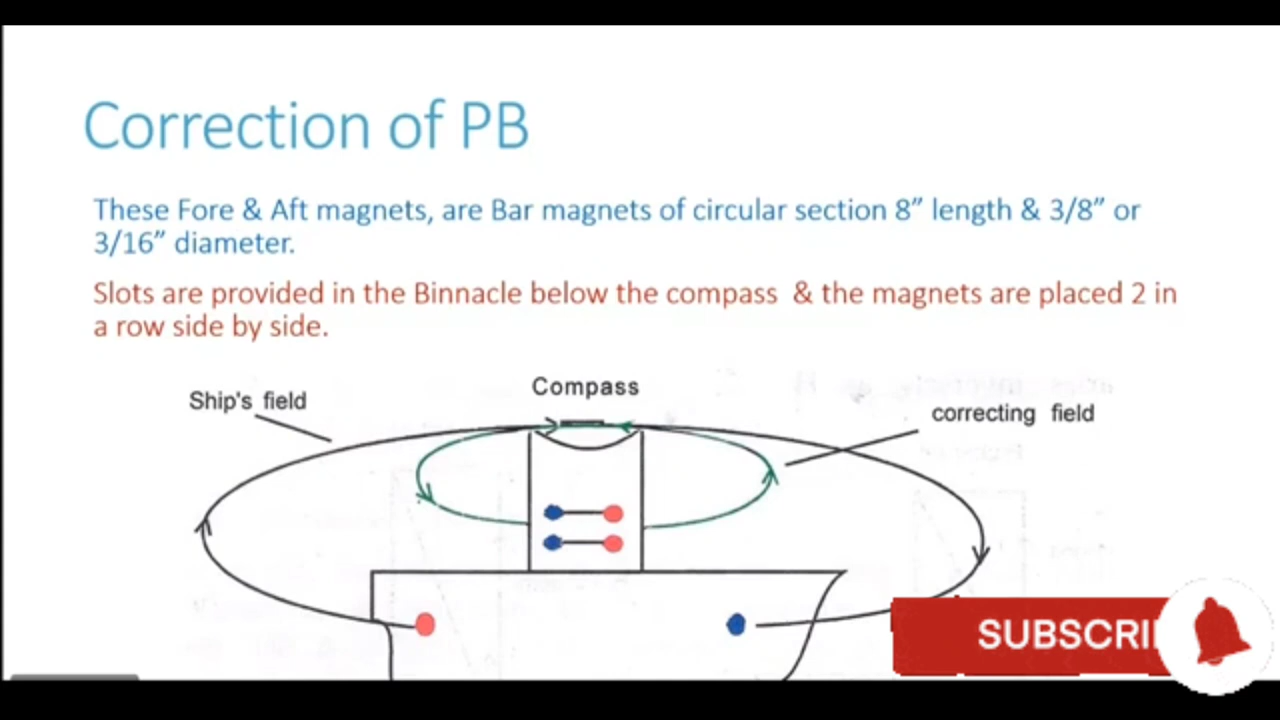 Correction of PB
These Fore & Aft magnets, are Bar magnets of circular section 8” length & 3/8” or
3/16” diameter.
Slots are provided in the Binnacle below the compass & the magnets are placed 2 in
a row side by side.
Compass
Ship's field
correcting field
SUBSCRI